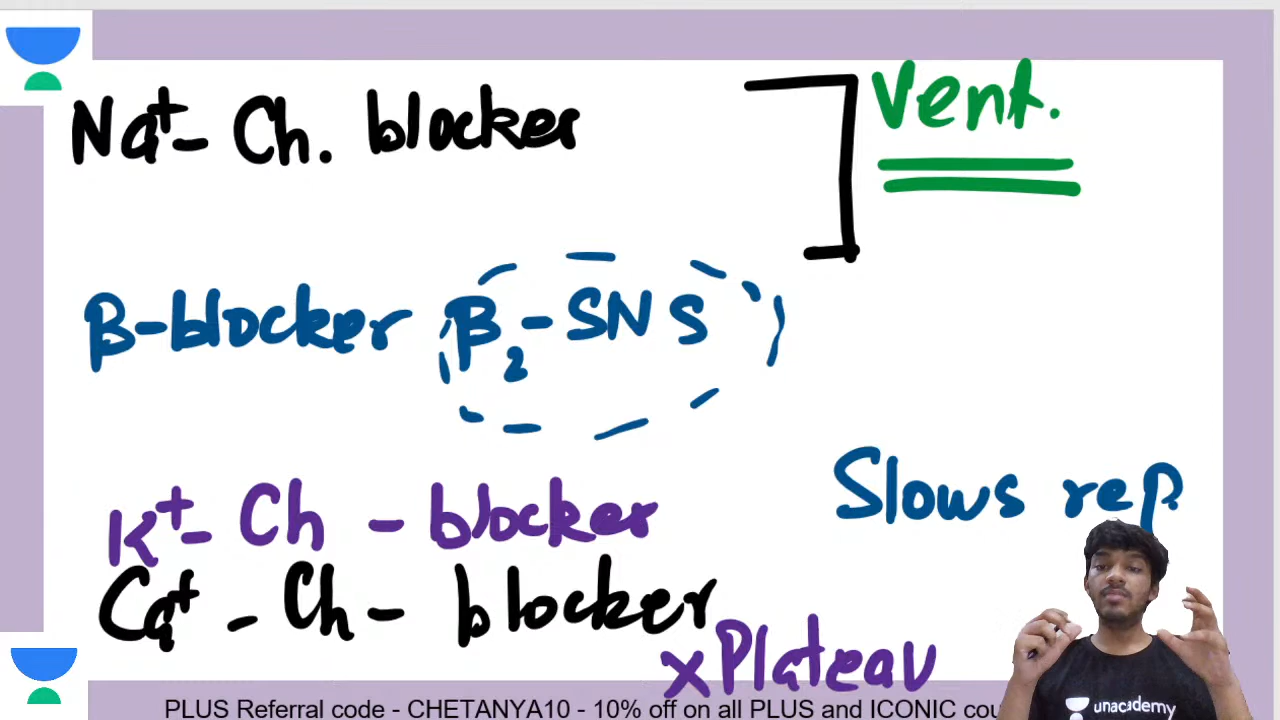 Na+- Ch. blocker
Vent.
B-blocker B2-SNS
Slows rep
K+- Ch - blocker
Ca+ - Ch - blocker
x Plateau
PLUS Referral code - CHETANYA10 - 10% off on all PLUS and ICONIC cou
unacademy